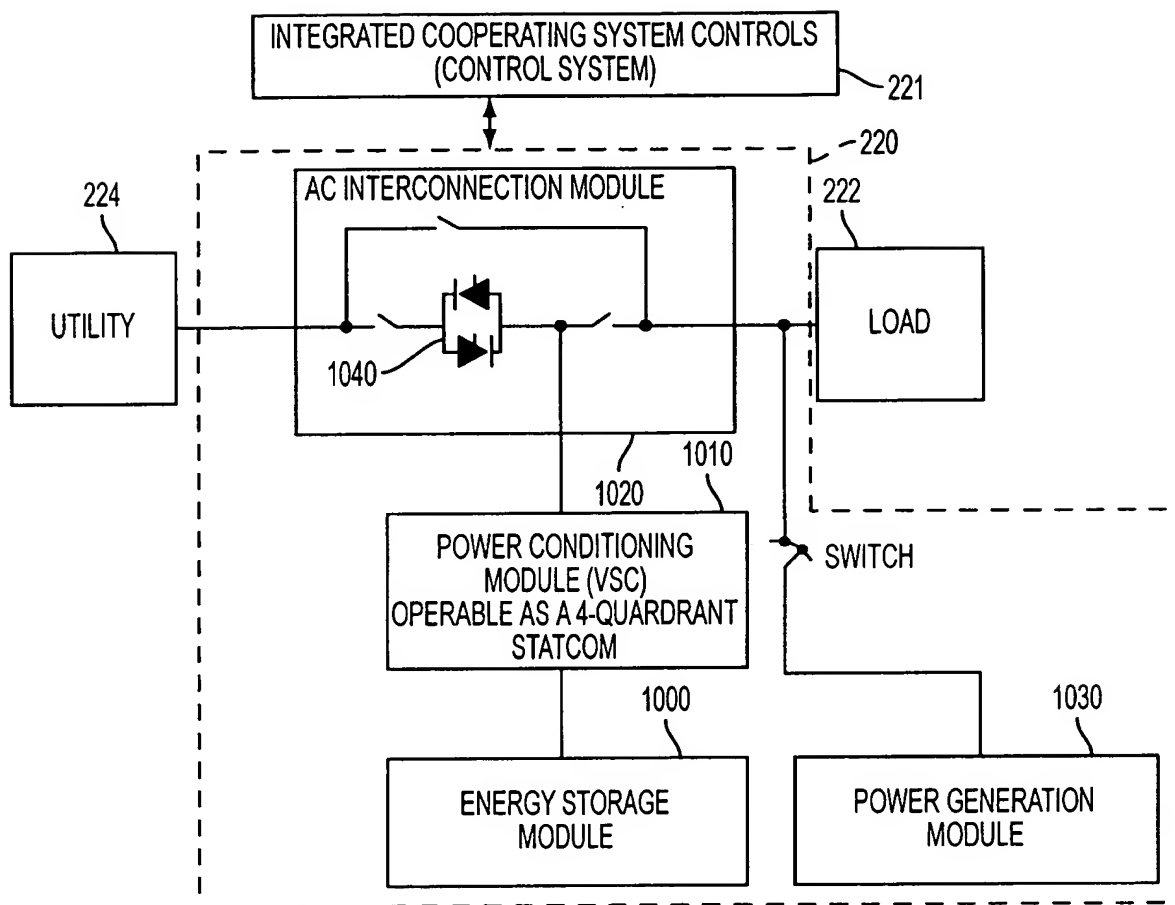 INTEGRATED COOPERATING SYSTEM CONTROLS
(CONTROL SYSTEM)
221
220
224
AC INTERCONNECTION MODULE
222
UTILITY
LOAD
1040
1020
1010
POWER CONDITIONING
MODULE (VSC)
OPERABLE AS A 4-QUARDRANT
STATCOM
SWITCH
1000
1030
ENERGY STORAGE
MODULE
POWER GENERATION
MODULE